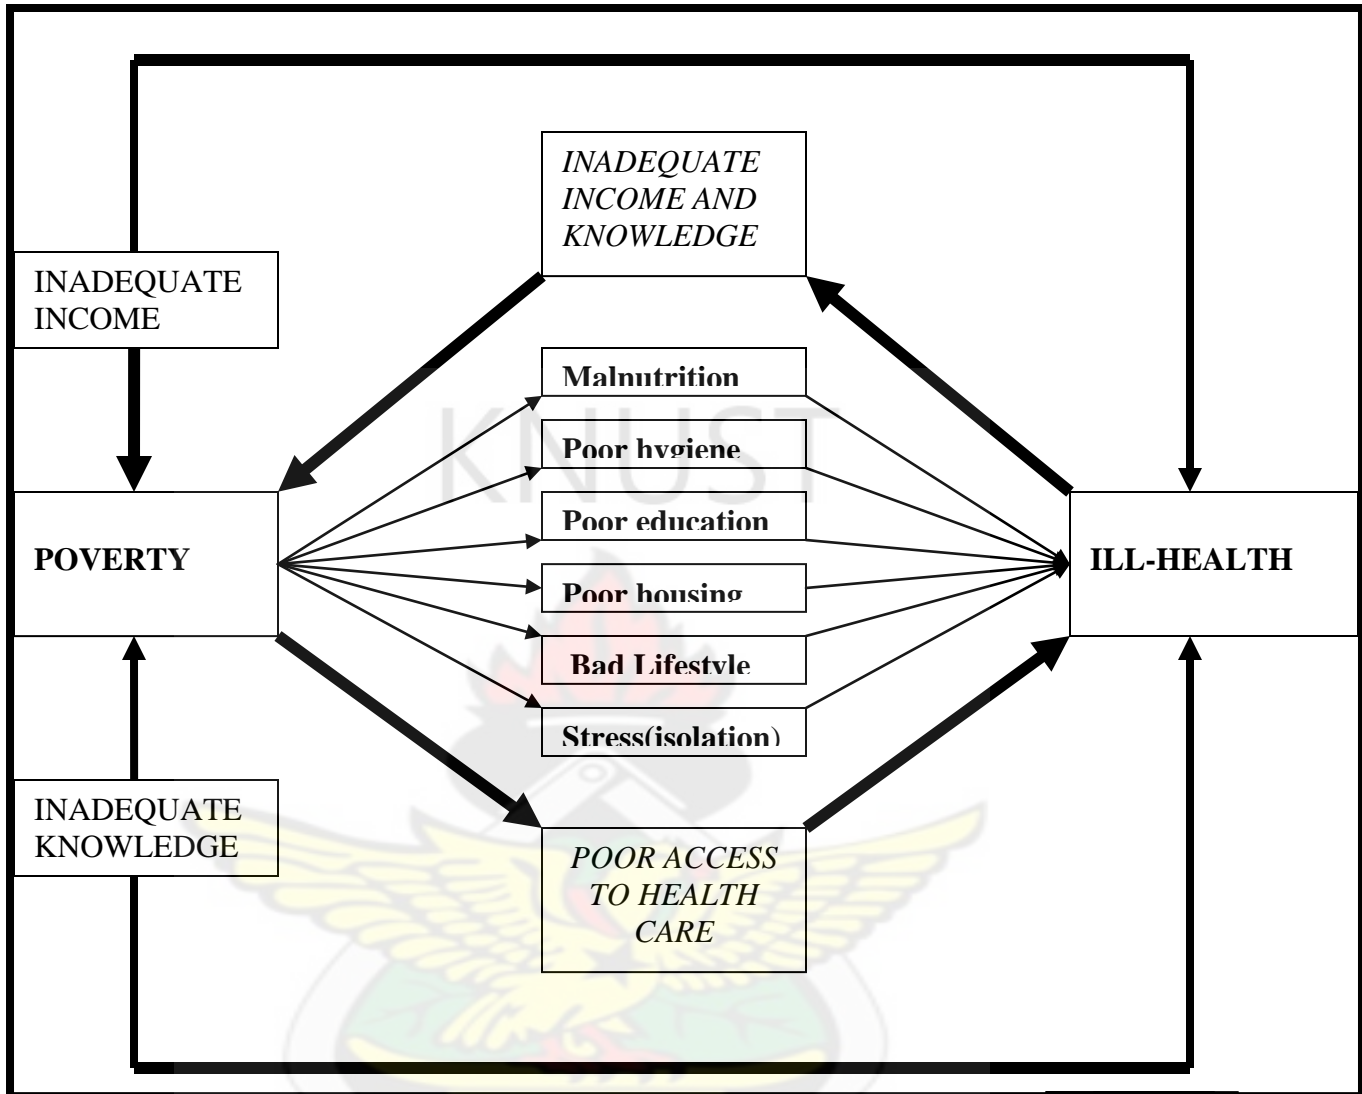 INADEQUATE
INCOME AND
KNOWLEDGE
INADEQUATE
INCOME
Malnutrition
KNUST
Poor hygiene
Poor education
POVERTY
ILL-HEALTH
Poor housing
Bad Lifestyle
Stress(isolation)
INADEQUATE
KNOWLEDGE
POOR ACCESS
TO HEALTH
CARE